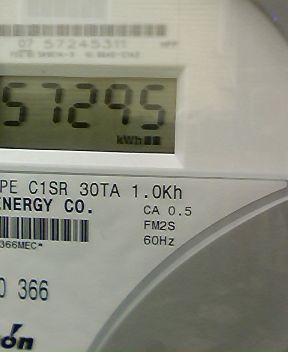 07 57245311
57295
kWh
PE C1SR 30TA 1.0Kh
ENERGY CO.
CA 0.5
FM2S
366MEC*
60Hz
0 366
ón